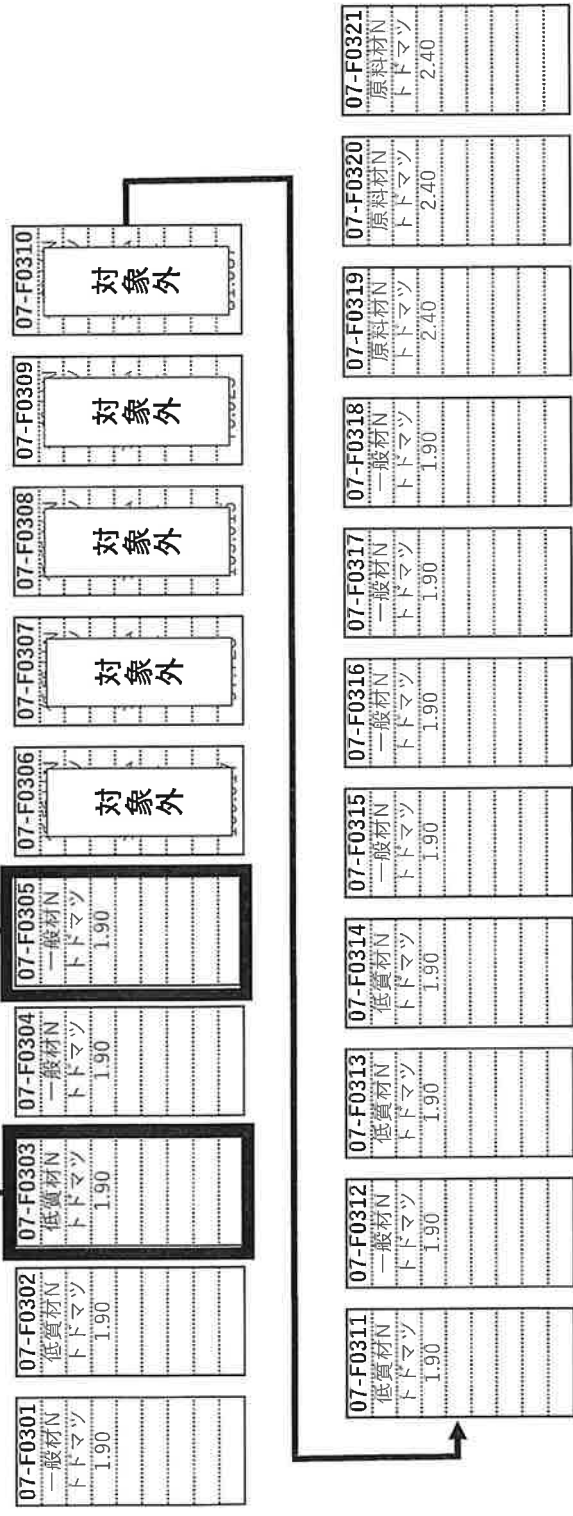 07-F0301
一般材N
トドマツ
1.90
07-F0302
低質材N
トドマツ
1.90
07-F0303
低質材N
トドマツ
1.90
07-F0304
一般材N
トドマツ
1.90
07-F0305
一般材N
トドマツ
1.90
07-F0306
対象外
07-F0307
対象外
07-F0308
対象外
07-F0309
対象外
07-F0310
対象外
07-F0311
低質材N
トドマツ
1.90
07-F0312
一般材N
トドマツ
1.90
07-F0313
低質材N
トドマツ
1.90
07-F0314
低質材N
トドマツ
1.90
07-F0315
一般材N
トドマツ
1.90
07-F0316
一般材N
トドマツ
1.90
07-F0317
一般材N
トドマツ
1.90
07-F0318
一般材N
トドマツ
1.90
07-F0319
原料材N
トドマツ
2.40
07-F0320
原料材N
トドマツ
2.40
07-F0321
原料材N
トドマツ
2.40